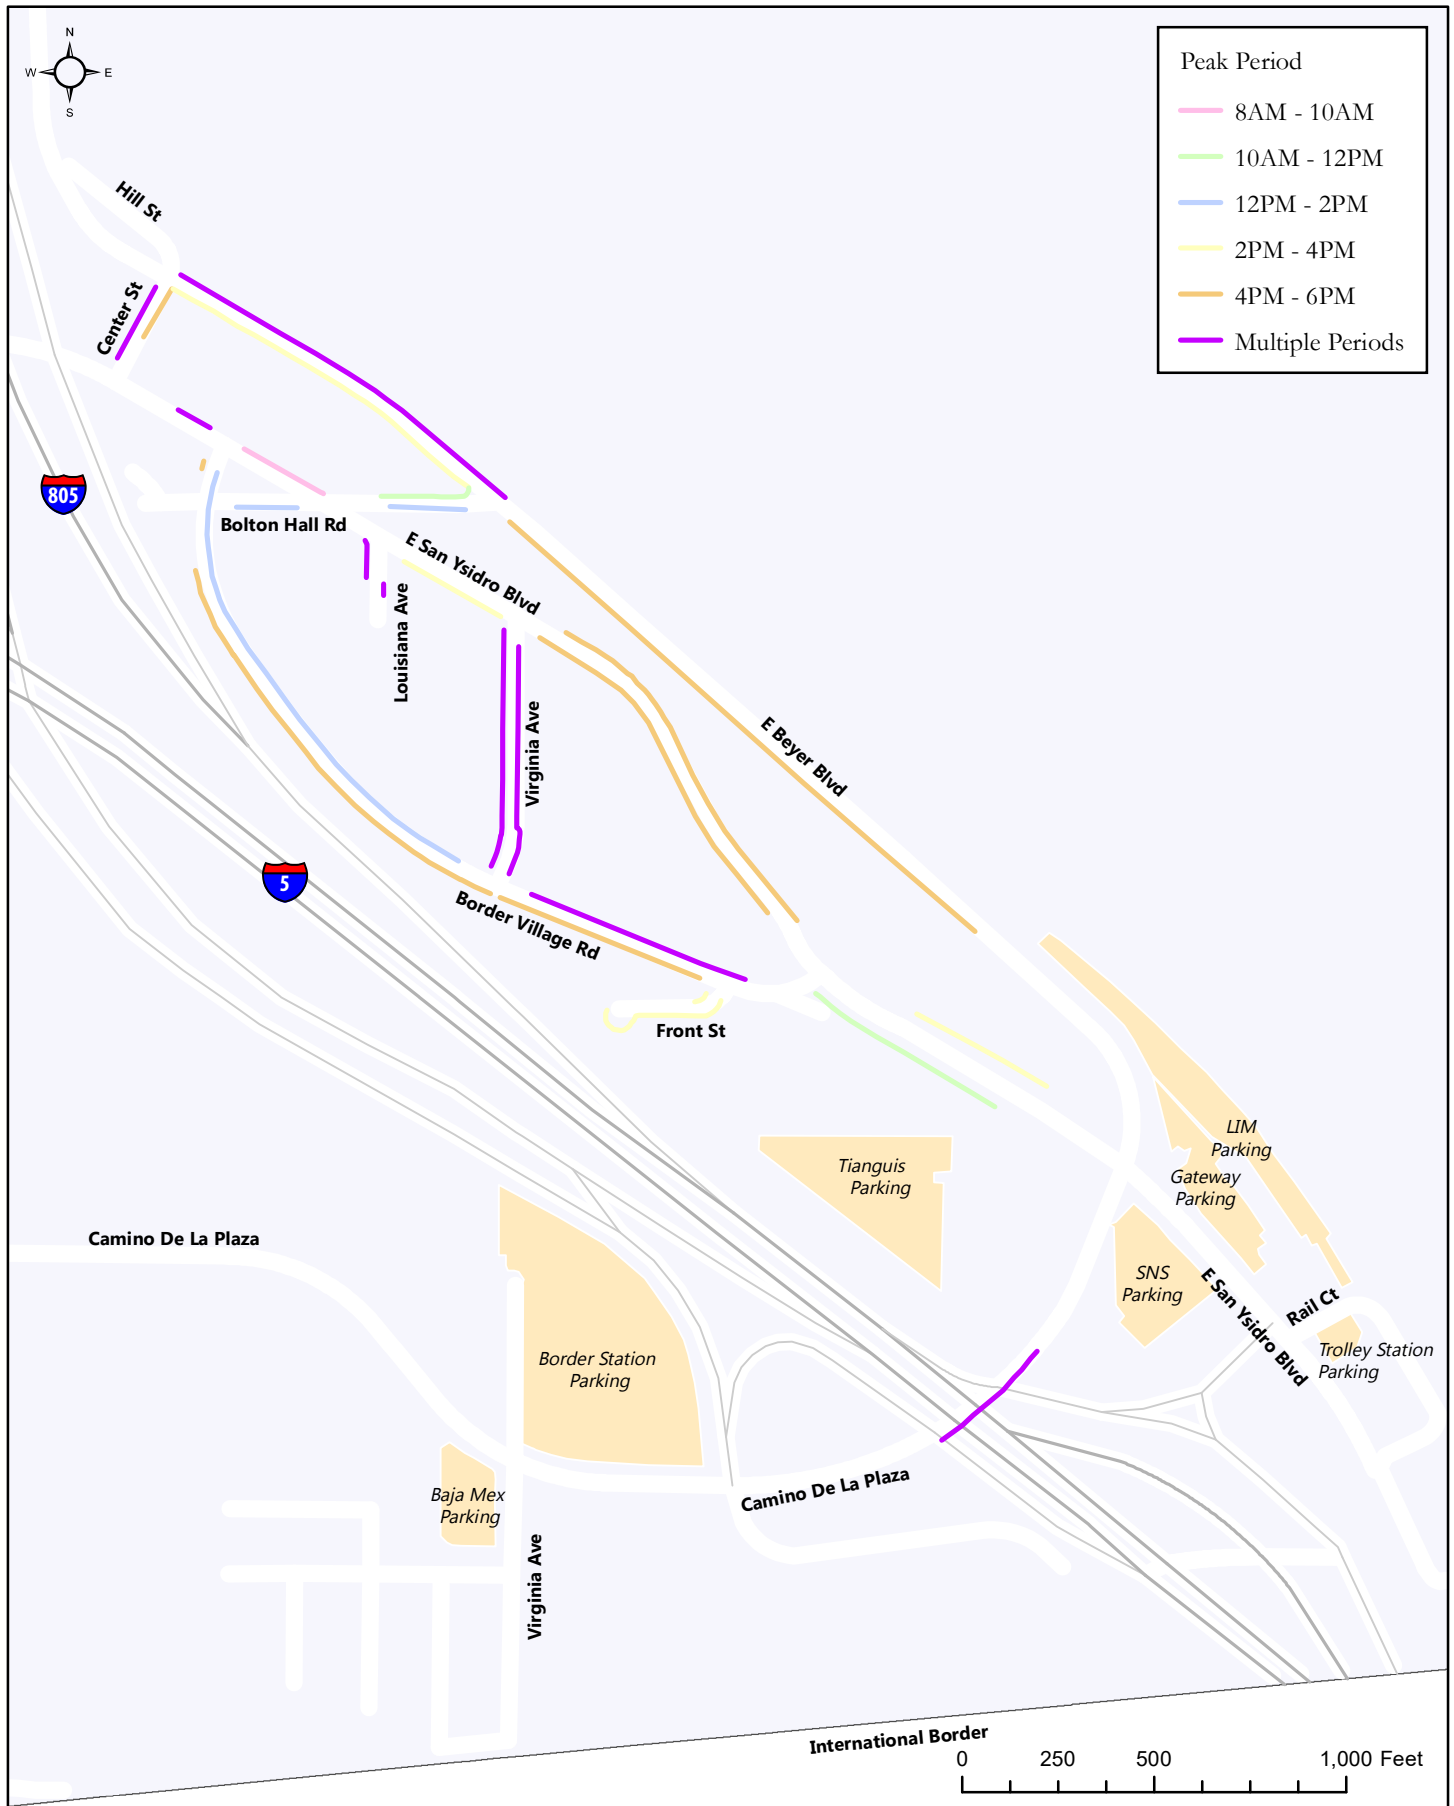 N
W E
S
Peak Period
8AM - 10AM
10AM - 12PM
12PM - 2PM
2PM - 4PM
4PM - 6PM
Multiple Periods
Hill St
Center St
805
Bolton Hall Rd
E San Ysidro Blvd
Louisiana Ave
Virginia Ave
E Beyer Blvd
5
Border Village Rd
Front St
LIM
Parking
Tianguis
Parking
Gateway
Parking
Camino De La Plaza
SNS
Parking
E San Ysidro Blvd
Rail Ct
Trolley Station
Parking
Border Station
Parking
Camino De La Plaza
Baja Mex
Parking
Virginia Ave
International Border
0 250 500 1,000 Feet